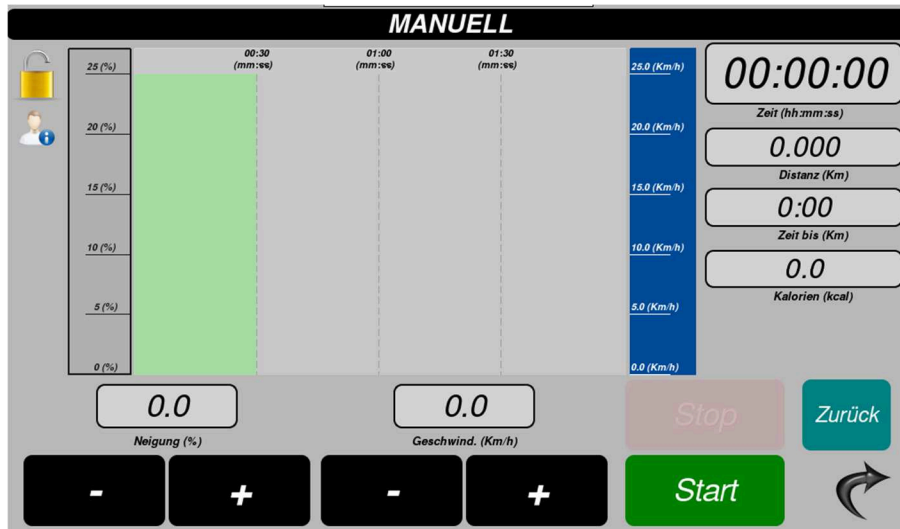 MANUELL
00:30
(mm:ss)
01:00
(mm:ss)
01:30
(mm:ss)
25 (%)
20 (%)
15 (%)
10 (%)
5 (%)
0 (%)
25.0 (Km/h)
20.0 (Km/h)
15.0 (Km/h)
10.0 (Km/h)
5.0 (Km/h)
0.0 (Km/h)
00:00:00
Zeit (hh:mm:ss)
0.000
Distanz (Km)
0:00
Zeit bis (Km)
0.0
Kalorien (kcal)
0.0
Neigung (%)
0.0
Geschwind. (Km/h)
Stop
Zurück
- + - +
Start